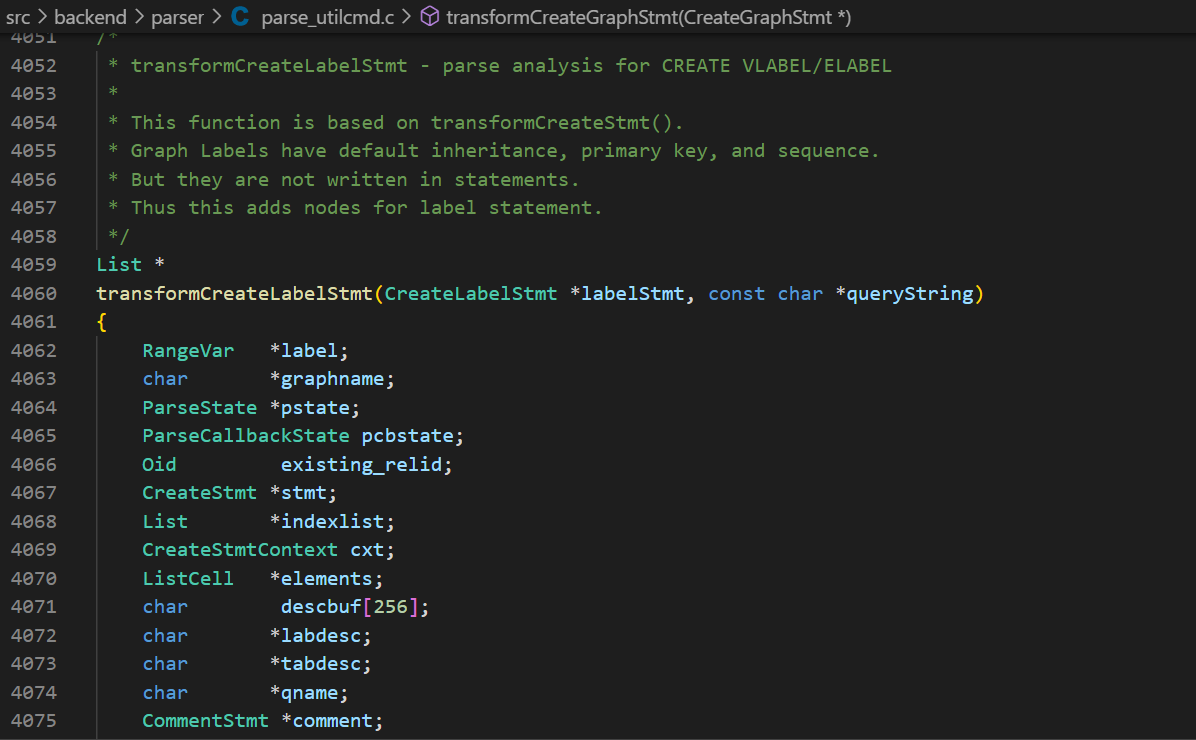 src > backend > parser > C parse_utilcmd.c > transformCreateGraphStmt(CreateGraphStmt *)
4051 /*
4052 * transformCreateLabelStmt - parse analysis for CREATE VLABEL/ELABEL
4053 *
4054 * This function is based on transformCreateStmt().
4055 * Graph Labels have default inheritance, primary key, and sequence.
4056 * But they are not written in statements.
4057 * Thus this adds nodes for label statement.
4058 */
4059 List *
4060 transformCreateLabelStmt(CreateLabelStmt *labelStmt, const char *queryString)
4061 {
4062 RangeVar *label;
4063 char *graphname;
4064 ParseState *pstate;
4065 ParseCallbackState pcbstate;
4066 Oid existing_relid;
4067 CreateStmt *stmt;
4068 List *indexlist;
4069 CreateStmtContext cxt;
4070 ListCell *elements;
4071 char descbuf[256];
4072 char *labdesc;
4073 char *tabdesc;
4074 char *qname;
4075 CommentStmt *comment;